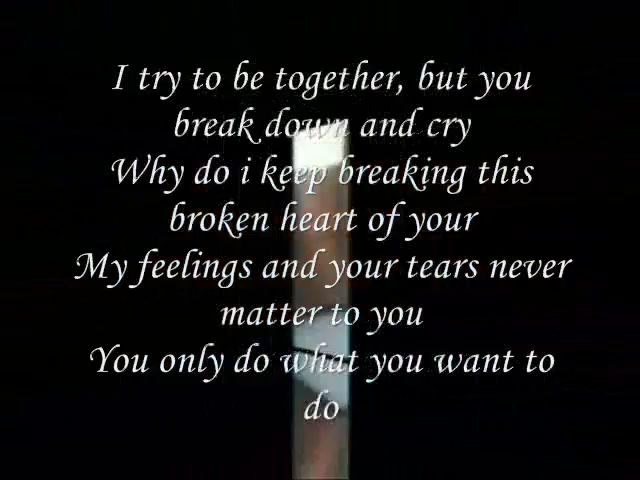 I try to be together, but you
break down and cry
Why do i keep breaking this
broken heart of your
My feelings and your tears never
matter to you
You only do what you want to
do